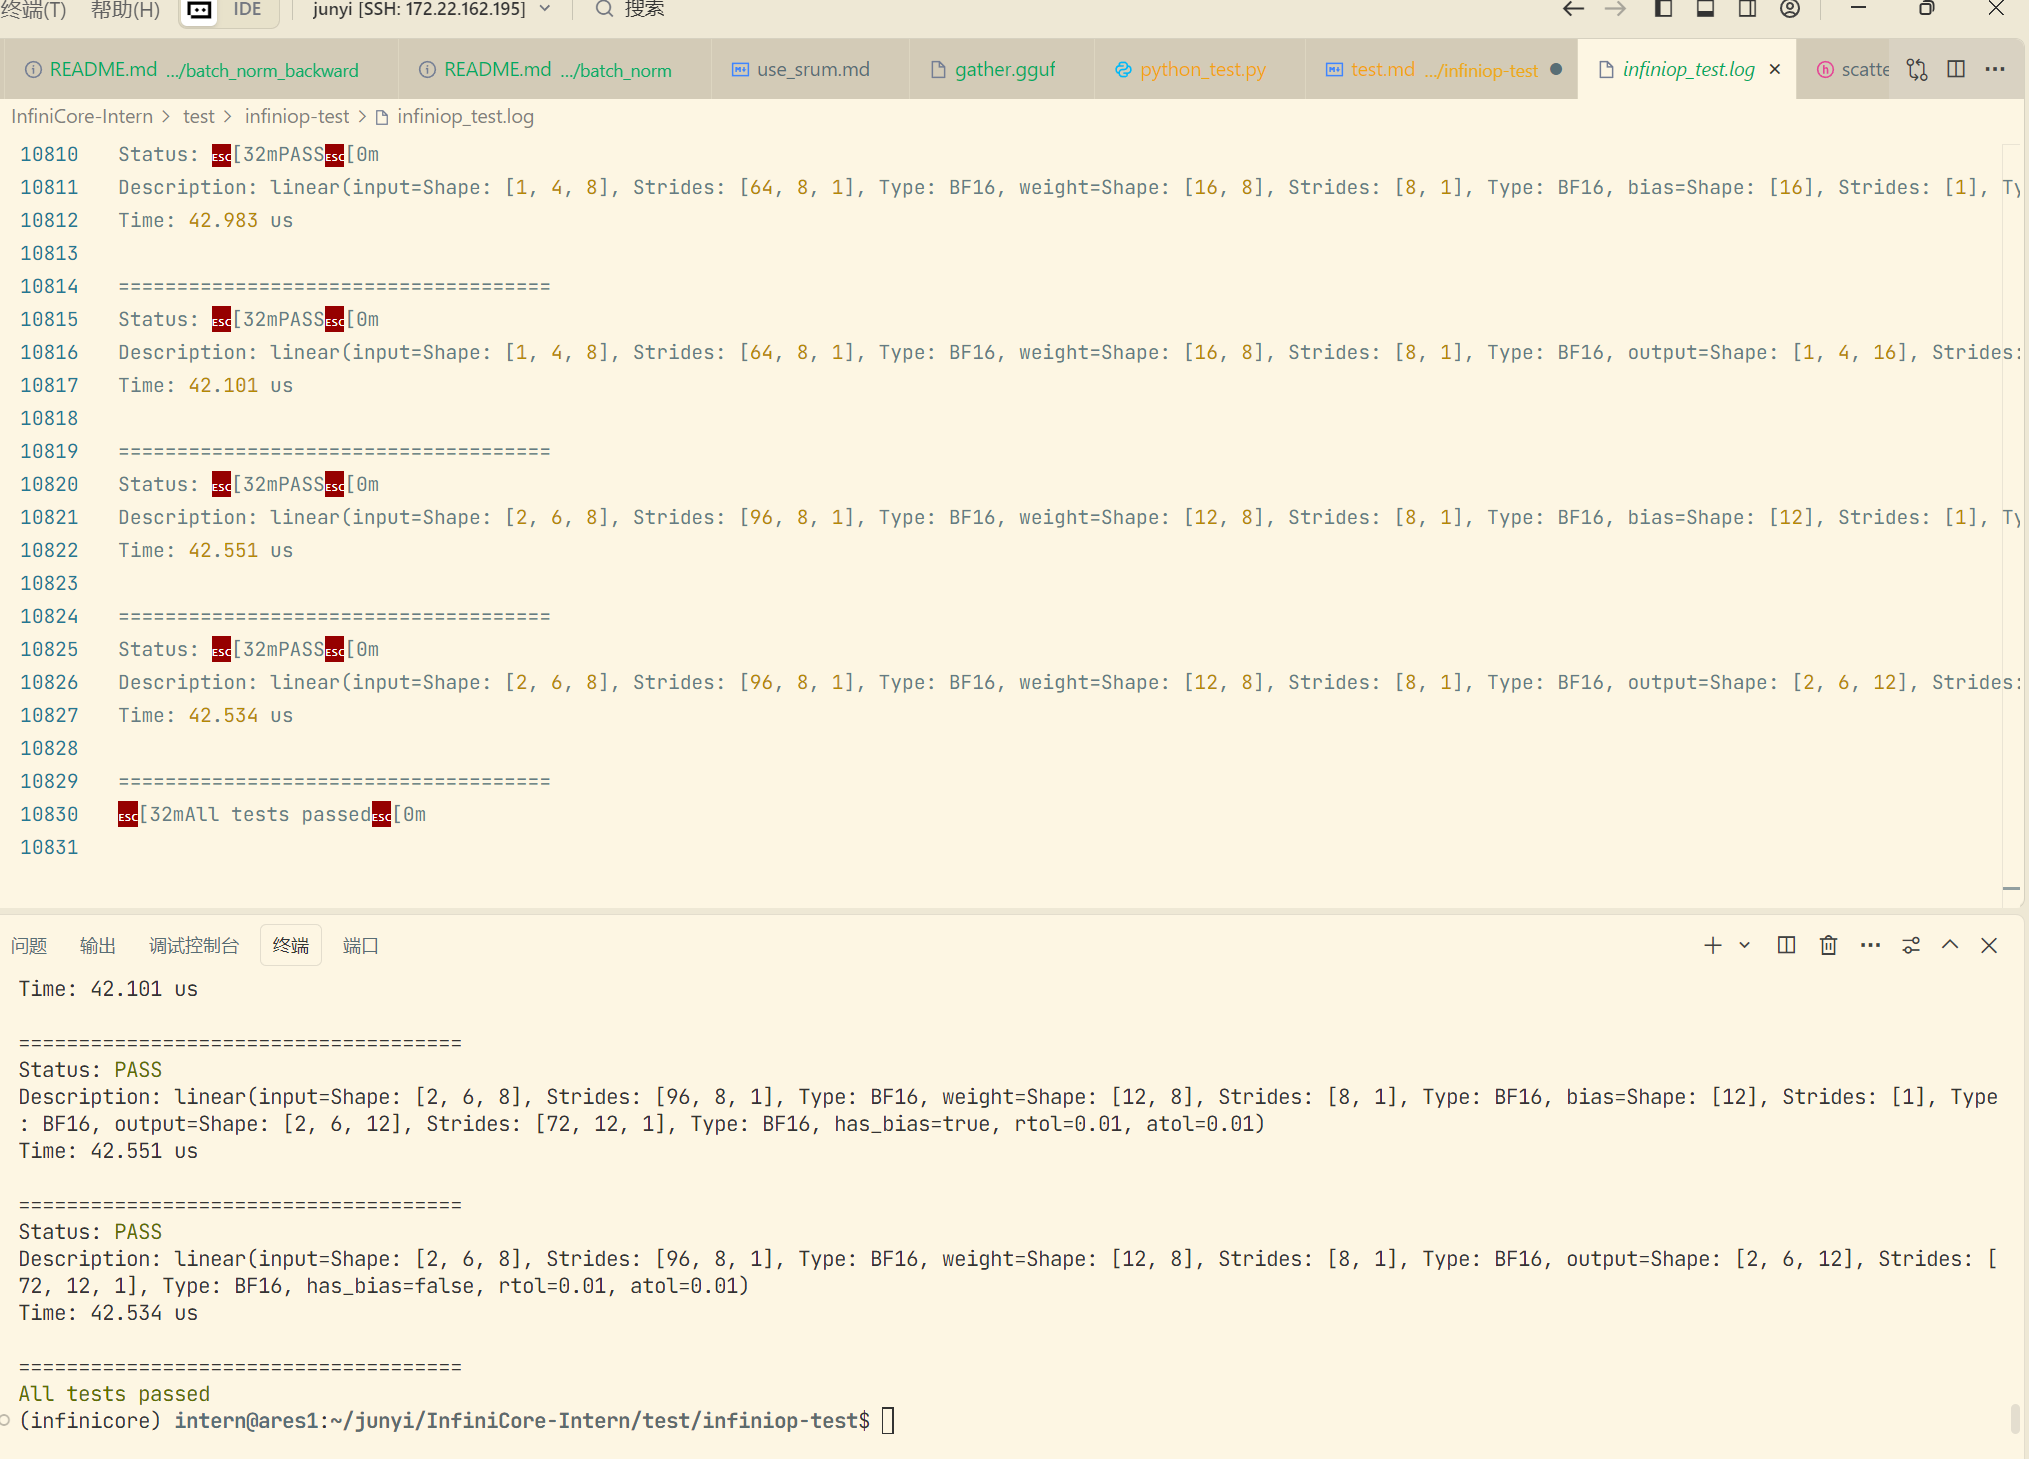 终端(T) 帮助(H) IDE junyi [SSH: 172.22.162.195] 搜索
README.md .../batch_norm_backward README.md .../batch_norm use_srum.md gather.gguf python_test.py test.md .../infiniop-test infiniop_test.log scatte
InfiniCore-Intern > test > infiniop-test > infiniop_test.log
10810 Status: ESC[32mPASSESC[0m
10811 Description: linear(input=Shape: [1, 4, 8], Strides: [64, 8, 1], Type: BF16, weight=Shape: [16, 8], Strides: [8, 1], Type: BF16, bias=Shape: [16], Strides: [1], Ty
10812 Time: 42.983 us
10813
10814 =====================================
10815 Status: ESC[32mPASSESC[0m
10816 Description: linear(input=Shape: [1, 4, 8], Strides: [64, 8, 1], Type: BF16, weight=Shape: [16, 8], Strides: [8, 1], Type: BF16, output=Shape: [1, 4, 16], Strides:
10817 Time: 42.101 us
10818
10819 =====================================
10820 Status: ESC[32mPASSESC[0m
10821 Description: linear(input=Shape: [2, 6, 8], Strides: [96, 8, 1], Type: BF16, weight=Shape: [12, 8], Strides: [8, 1], Type: BF16, bias=Shape: [12], Strides: [1], Ty
10822 Time: 42.551 us
10823
10824 =====================================
10825 Status: ESC[32mPASSESC[0m
10826 Description: linear(input=Shape: [2, 6, 8], Strides: [96, 8, 1], Type: BF16, weight=Shape: [12, 8], Strides: [8, 1], Type: BF16, output=Shape: [2, 6, 12], Strides:
10827 Time: 42.534 us
10828
10829 =====================================
10830 ESC[32mAll tests passedESC[0m
10831
问题 输出 调试控制台 终端 端口
Time: 42.101 us
=====================================
Status: PASS
Description: linear(input=Shape: [2, 6, 8], Strides: [96, 8, 1], Type: BF16, weight=Shape: [12, 8], Strides: [8, 1], Type: BF16, bias=Shape: [12], Strides: [1], Type
: BF16, output=Shape: [2, 6, 12], Strides: [72, 12, 1], Type: BF16, has_bias=true, rtol=0.01, atol=0.01)
Time: 42.551 us
=====================================
Status: PASS
Description: linear(input=Shape: [2, 6, 8], Strides: [96, 8, 1], Type: BF16, weight=Shape: [12, 8], Strides: [8, 1], Type: BF16, output=Shape: [2, 6, 12], Strides: [
72, 12, 1], Type: BF16, has_bias=false, rtol=0.01, atol=0.01)
Time: 42.534 us
=====================================
All tests passed
(infinicore) intern@ares1:~/junyi/InfiniCore-Intern/test/infiniop-test$